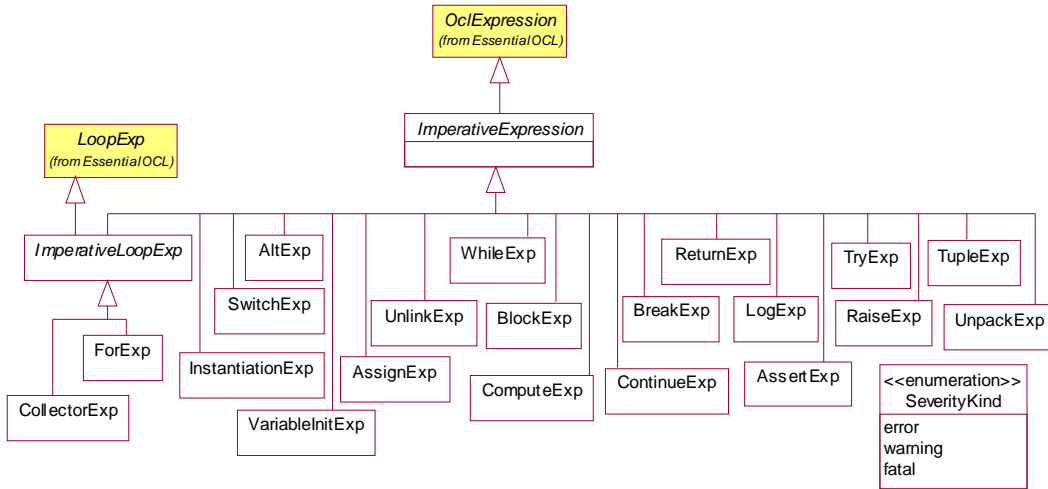 OclExpression
(from EssentialOCL)
ImperativeExpression
LoopExp
(from EssentialOCL)
ImperativeLoopExp
AltExp
WhileExp
ReturnExp
TryExp
TupleExp
SwitchExp
UnlinkExp
BlockExp
BreakExp
LogExp
RaiseExp
UnpackExp
ForExp
InstantiationExp
AssignExp
ComputeExp
ContinueExp
AssertExp
CollectorExp
VariableInitExp
<<enumeration>>
SeverityKind
error
warning
fatal